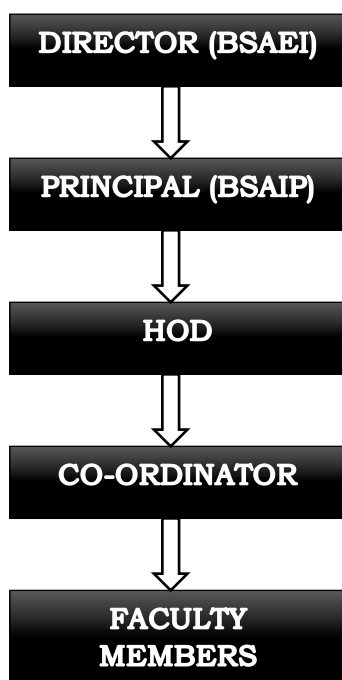 DIRECTOR (BSAEI)
PRINCIPAL (BSAIP)
HOD
CO-ORDINATOR
FACULTY
MEMBERS